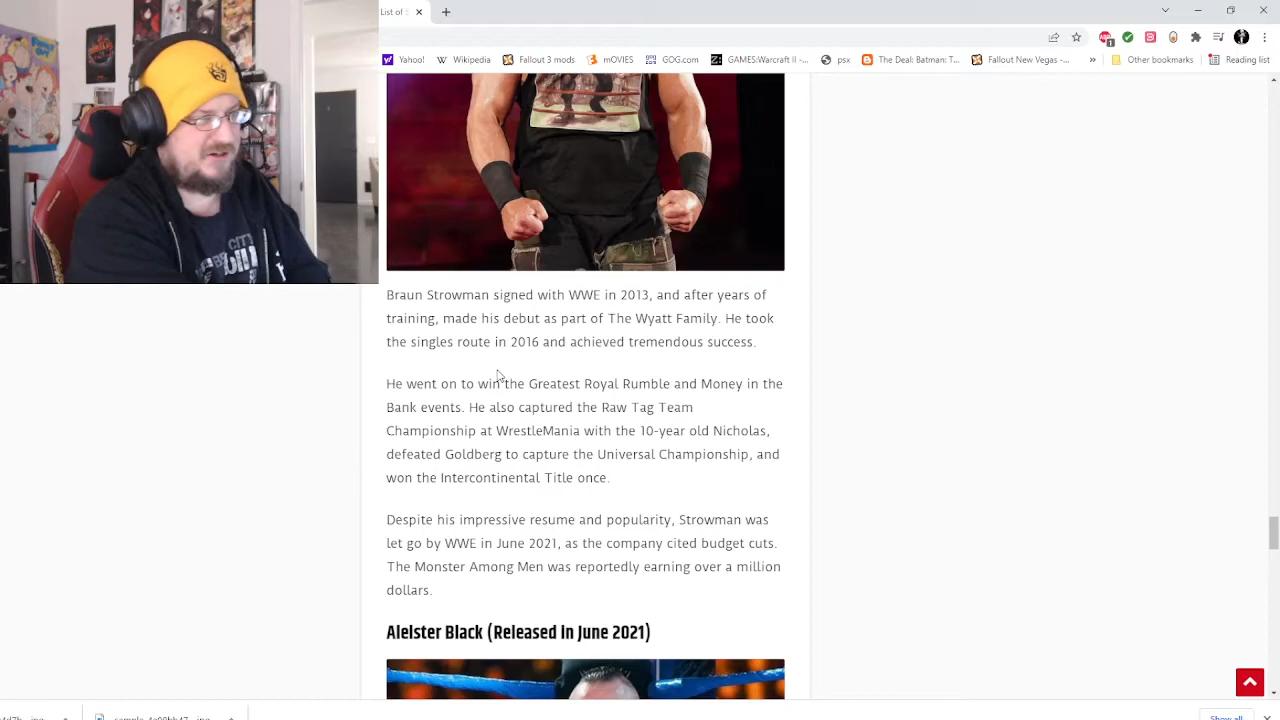 List of
Yahoo!
Wikipedia
Fallout 3 mods
mOVIES
GOG.com
GAMES:Warcraft II -...
psx
The Deal: Batman: T...
Fallout New Vegas -...
»
Other bookmarks
Reading list
Braun Strowman signed with WWE in 2013, and after years of
training, made his debut as part of The Wyatt Family. He took
the singles route in 2016 and achieved tremendous success.
He went on to win the Greatest Royal Rumble and Money in the
Bank events. He also captured the Raw Tag Team
Championship at WrestleMania with the 10-year old Nicholas,
defeated Goldberg to capture the Universal Championship, and
won the Intercontinental Title once.
Despite his impressive resume and popularity, Strowman was
let go by WWE in June 2021, as the company cited budget cuts.
The Monster Among Men was reportedly earning over a million
dollars.
Aleister Black (Released in June 2021)
Show all